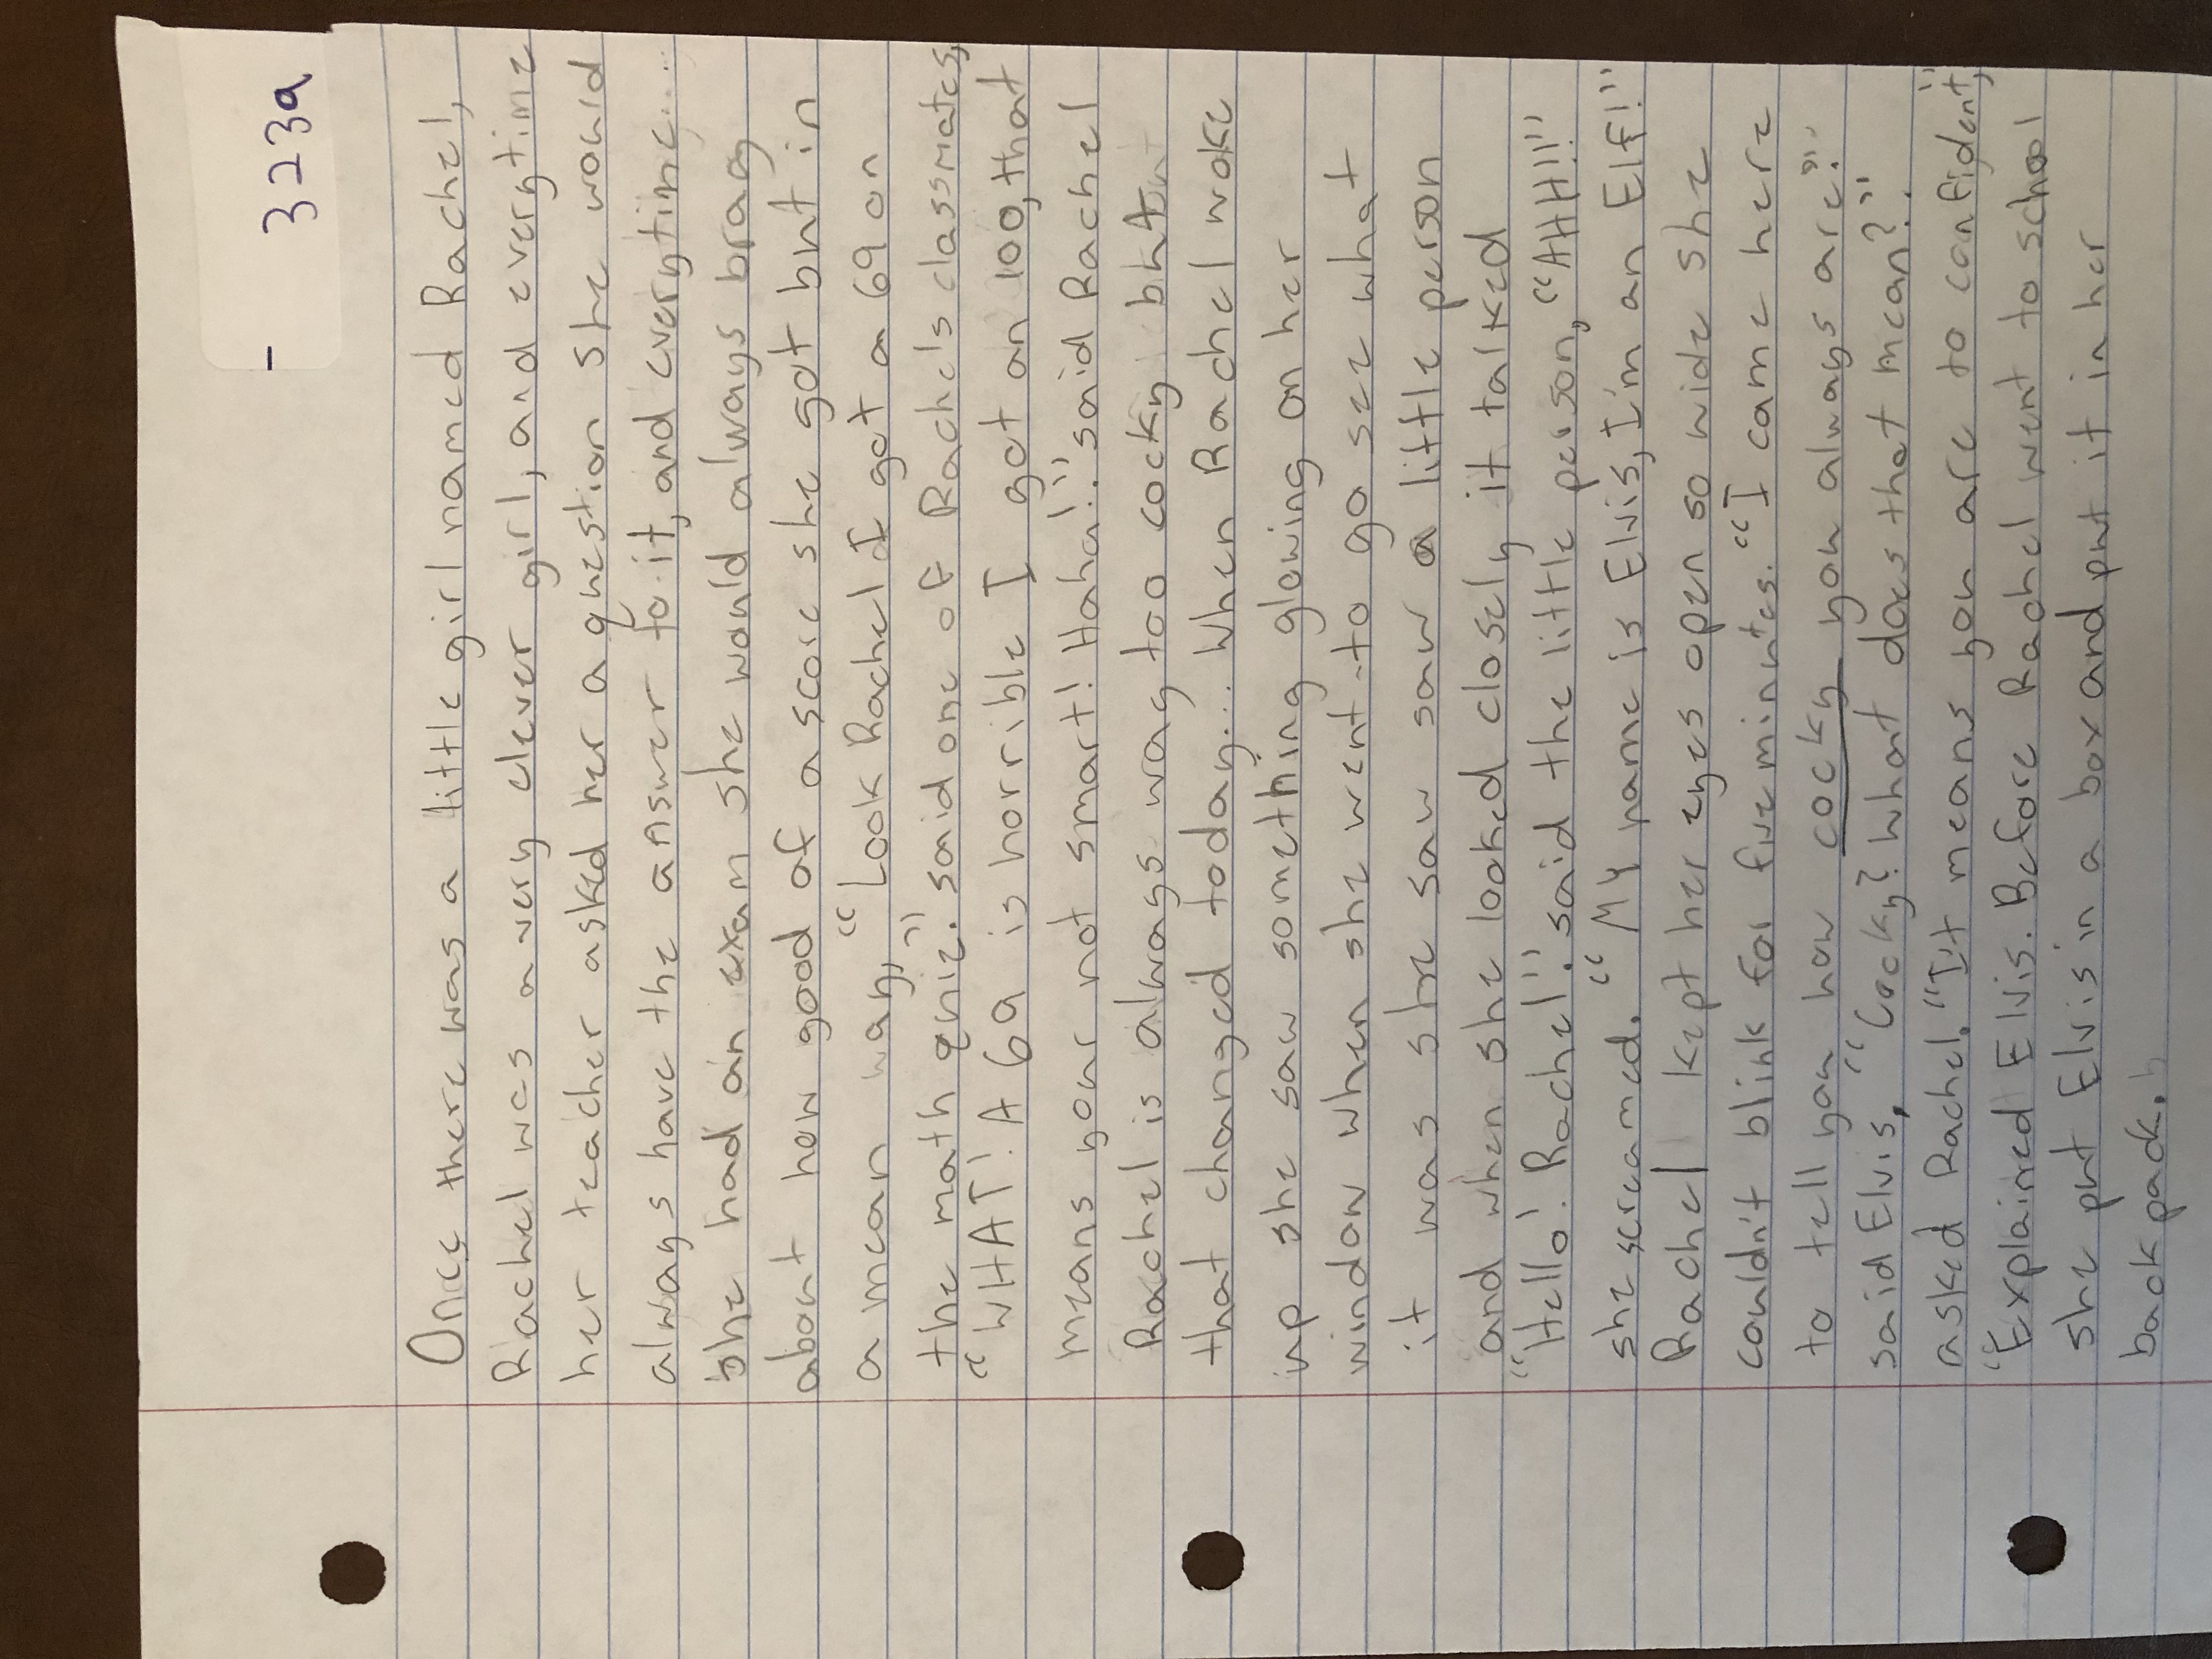 - 323a
Once there was a little girl named Rachel,
Rachel was a very clever girl, and everytime
her teacher asked her a question she would
always have the answer to it, and everytime....
she had an exam she would always brag
about how good of a score she got but in
a mean way, "Look Rachel I got a 69 on
the math quiz." said one of Rachels classmates,
"WHAT! A 69 is horrible I got an 100, that
means your not smart! Haha!." said Rachel
Rachel is always way too cocky but
that changed today... When Rachel woke
up she saw something glowing on her
window when she went to go see what
it was she saw saw a little person
and when she looked closely it talked
"Hello! Rachel." said the little person, "AHH!!"
she screamed. "MY name is Elvis, I'm an Elf!"
Rachel kept her eyes open so wide she
couldn't blink for five minutes. "I came here
to tell you how cocky you always are."
said Elvis, "Cocky? What does that mean?."
asked Rachel. "It means you are to confident,"
"Explained Elvis. Before Rachel went to school
she put Elvis in a box and put it in her
back pack.